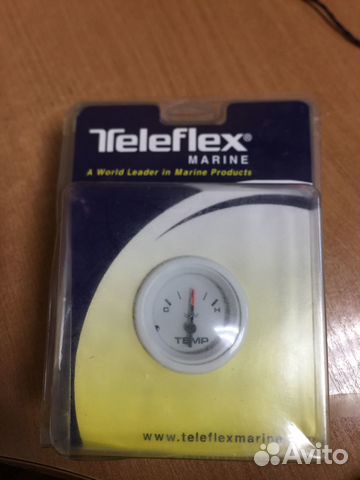 Teleflex®
MARINE
A World Leader in Marine Products
C H
TEMP
www.teleflexmarine
Avito